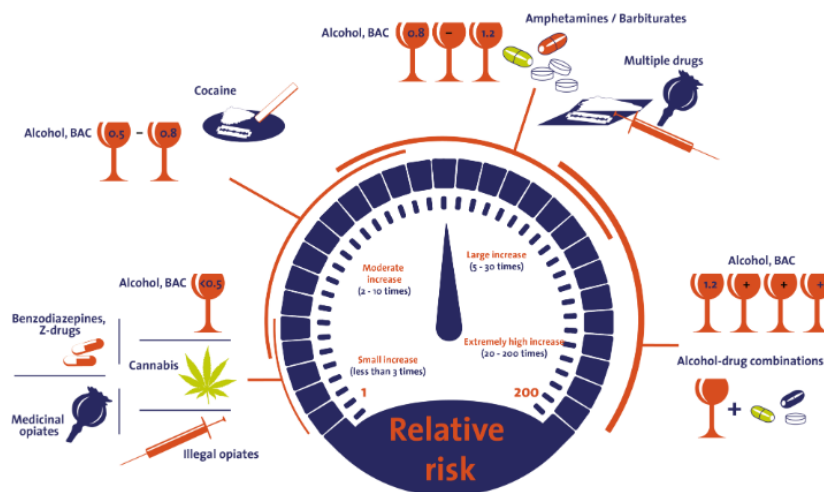 Amphetamines / Barbiturates
Alcohol, BAC 0.8 – 1.2
Multiple drugs
Cocaine
Alcohol, BAC 0.5 – 0.8
Large increase
(5 - 30 times)
Moderate
increase
(2 - 10 times)
Alcohol, BAC
1.2 + + +
Alcohol, BAC <0.5
Benzodiazepines,
Z-drugs
Cannabis
Small increase
(less than 3 times)
Extremely high increase
(20 - 200 times)
Alcohol-drug combinations
1
200
Medicinal
opiates
Illegal opiates
Relative
risk